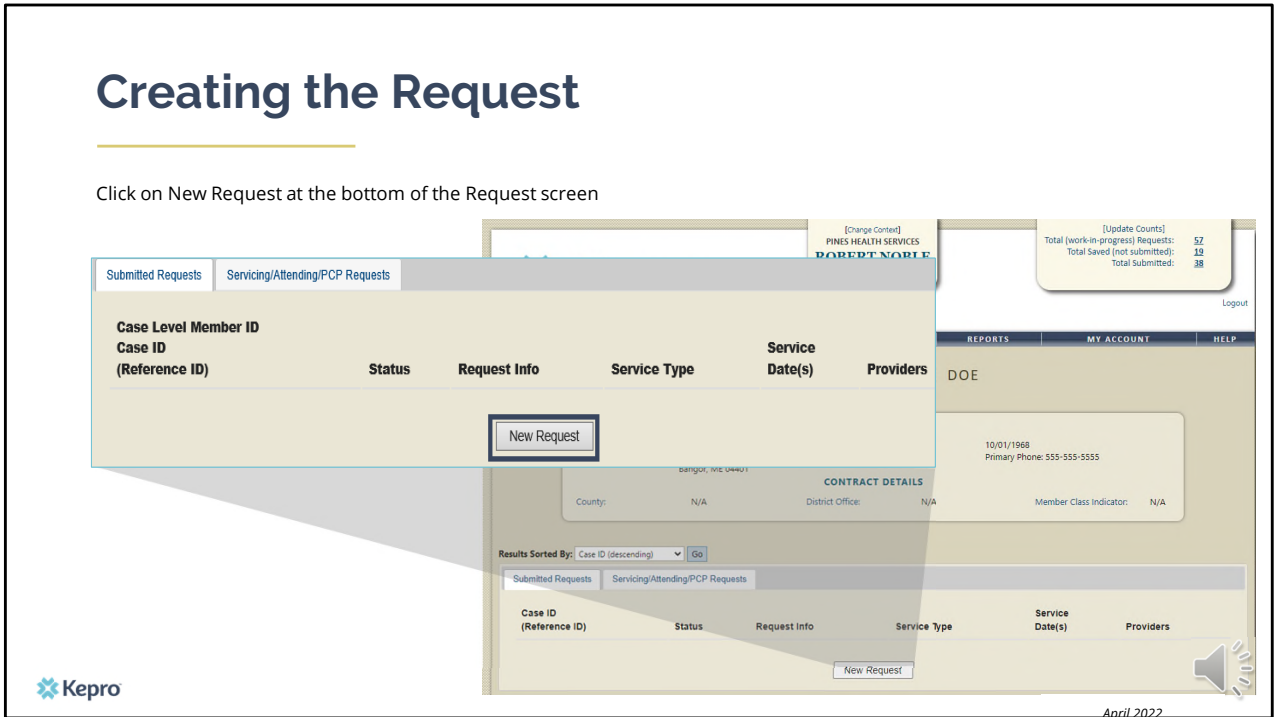 Creating the Request
Click on New Request at the bottom of the Request screen
[Change Context]
PINES HEALTH SERVICES
ROBERT NOBLE
[Update Counts]
Total (work-in-progress) Requests: 57
Total Saved (not submitted): 19
Total Submitted: 38
Logout
REPORTS MY ACCOUNT HELP
Submitted Requests Servicing/Attending/PCP Requests
Case Level Member ID
Case ID
(Reference ID) Status Request Info Service Type Service Date(s) Providers
New Request
DOE
10/01/1968
Primary Phone: 555-555-5555
Bangor, ME 04401
CONTRACT DETAILS
County: N/A District Office: N/A Member Class Indicator: N/A
Results Sorted By: Case ID (descending) Go
Submitted Requests Servicing/Attending/PCP Requests
Case ID
(Reference ID) Status Request Info Service Type Service Date(s) Providers
New Request
Kepro
April 2022